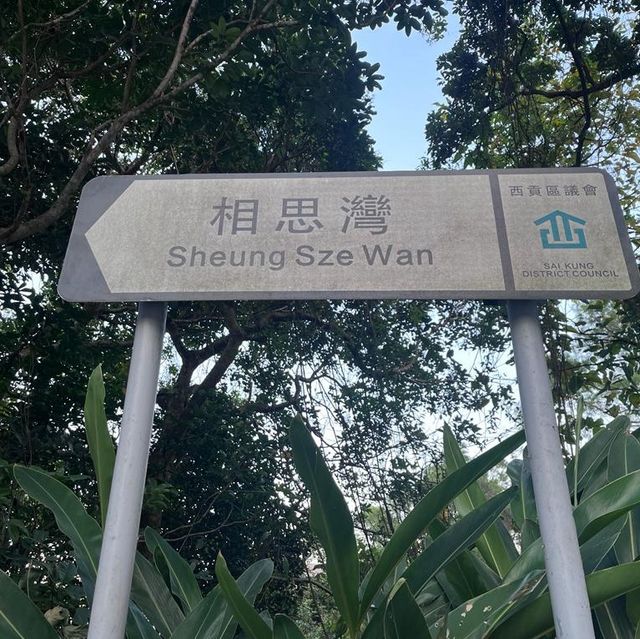 相思灣
Sheung Sze Wan
西貢區議會
SAI KUNG
DISTRICT COUNCIL